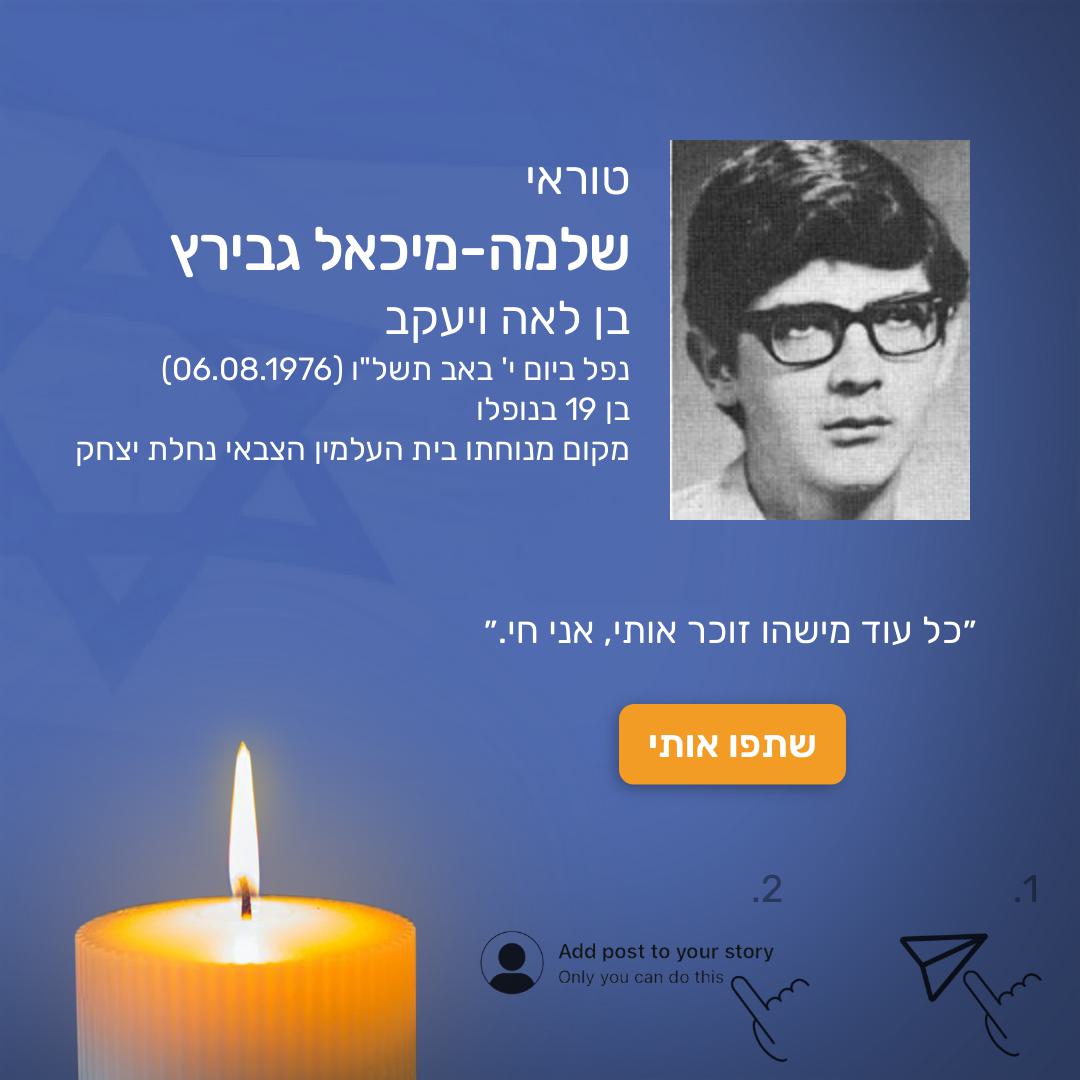 טוראי
שלמה-מיכאל גבירץ
בן לאה ויעקב
נפל ביום י' באב תשל"ו (06.08.1976)
בן 19 בנופלו
מקום מנוחתו בית העלמין הצבאי נחלת יצחק
״כל עוד מישהו זוכר אותי, אני חי.״
שתפו אותי
1.
2.
Add post to your story
Only you can do this